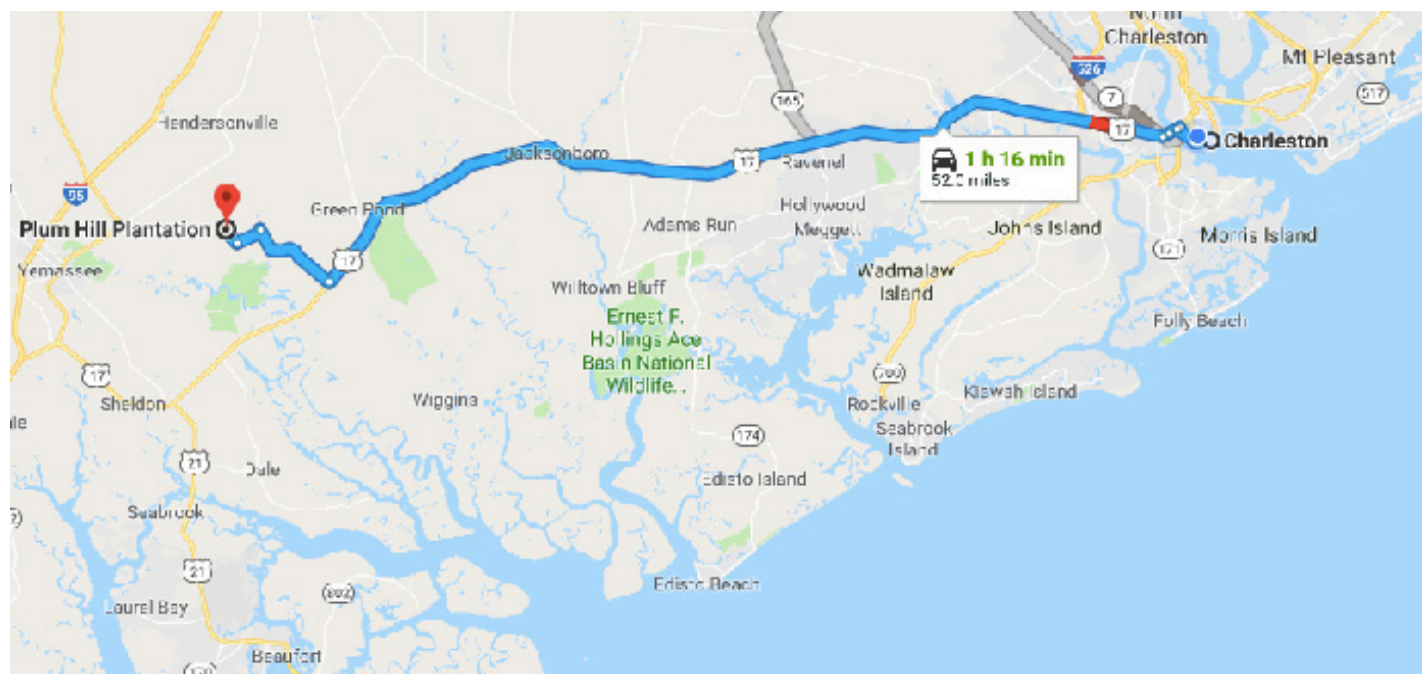 North
Charleston
Mt Pleasant
526
7
517
165
17
Charleston
Hendersonville
Jacksonboro
17
Ravenel
1 h 16 min
miles
95
Green Pond
Hollywood
Meggett
Adams Run
Johns Island
171
Morris Island
Plum Hill Plantation
17
Yemassee
Wadmalaw
Island
Willtown Bluff
Ernest F.
Hollings Ace
Basin National
Wildlife...
Folly Beach
17
700
Kiawah Island
Sheldon
Wiggins
Rockville
Seabrook
Island
174
21
Dale
Edisto Island
Seabrook
21
Edisto Beach
802
Laurel Bay
Beaufort